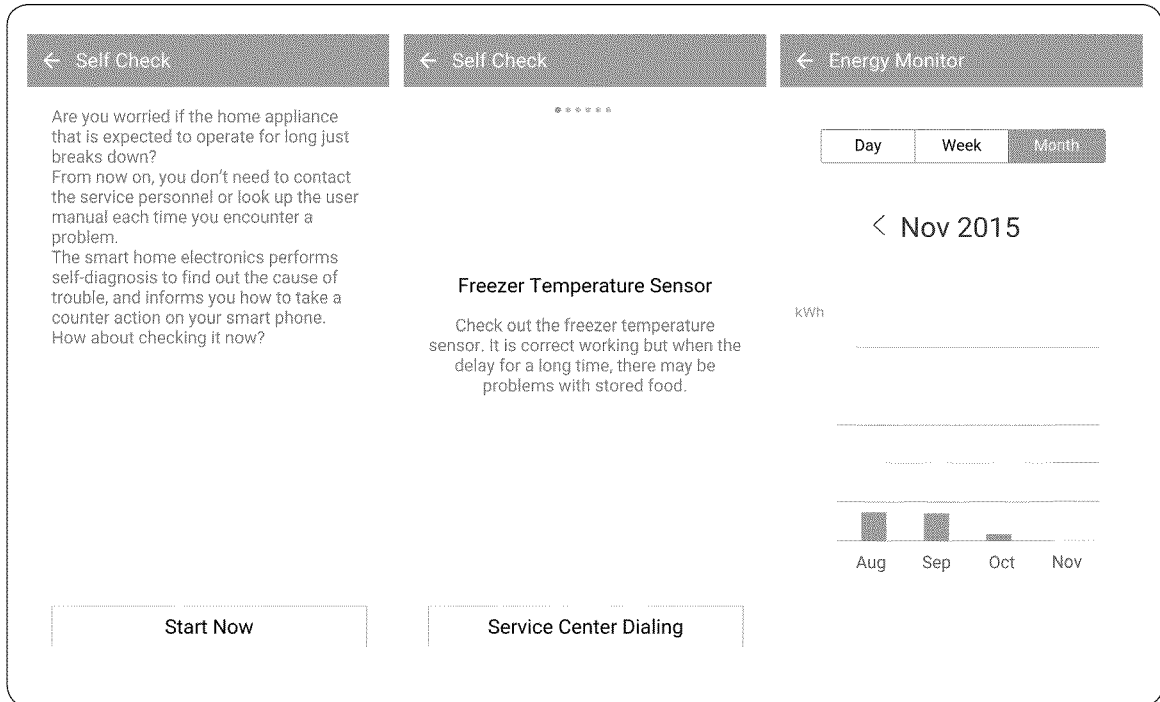 ← Self Check
Are you worried if the home appliance
that is expected to operate for long just
breaks down?
From now on, you don't need to contact
the service personnel or look up the user
manual each time you encounter a
problem.
The smart home electronics performs
self-diagnosis to find out the cause of
trouble, and informs you how to take a
counter action on your smart phone.
How about checking it now?
Start Now
← Self Check
Freezer Temperature Sensor
Check out the freezer temperature
sensor. It is correct working but when the
delay for a long time, there may be
problems with stored food.
Service Center Dialing
← Energy Monitor
Day Week Month
< Nov 2015
kWh
Aug Sep Oct Nov